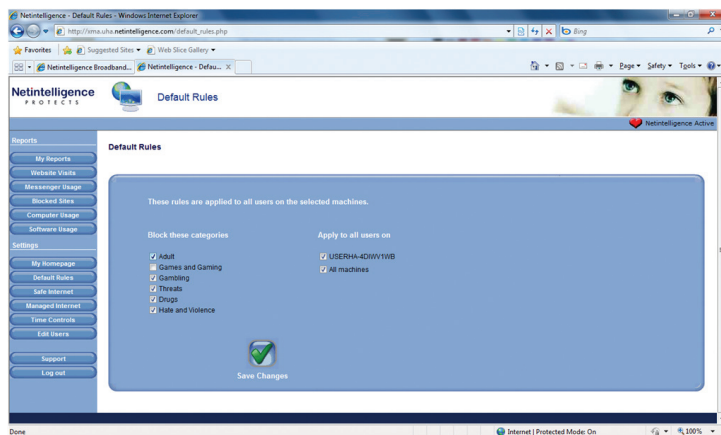 Netintelligence - Default Rules - Windows Internet Explorer
http://xma.uha.netintelligence.com/default_rules.php
Bing
Favorites Suggested Sites Web Slice Gallery
Netintelligence Broadband... Netintelligence - Defau... X
Page Safety Tools
Netintelligence
PROTECTS
Default Rules
Netintelligence Active
Reports
My Reports
Website Visits
Messenger Usage
Blocked Sites
Computer Usage
Software Usage
Settings
My Homepage
Default Rules
Safe Internet
Managed Internet
Time Controls
Edit Users
Support
Log out
Default Rules
These rules are applied to all users on the selected machines.
Block these categories
Adult
Games and Gaming
Gambling
Threats
Drugs
Hate and Violence
Apply to all users on
USERHA-4DIWV1WB
All machines
Save Changes
Done
Internet | Protected Mode: On
100%